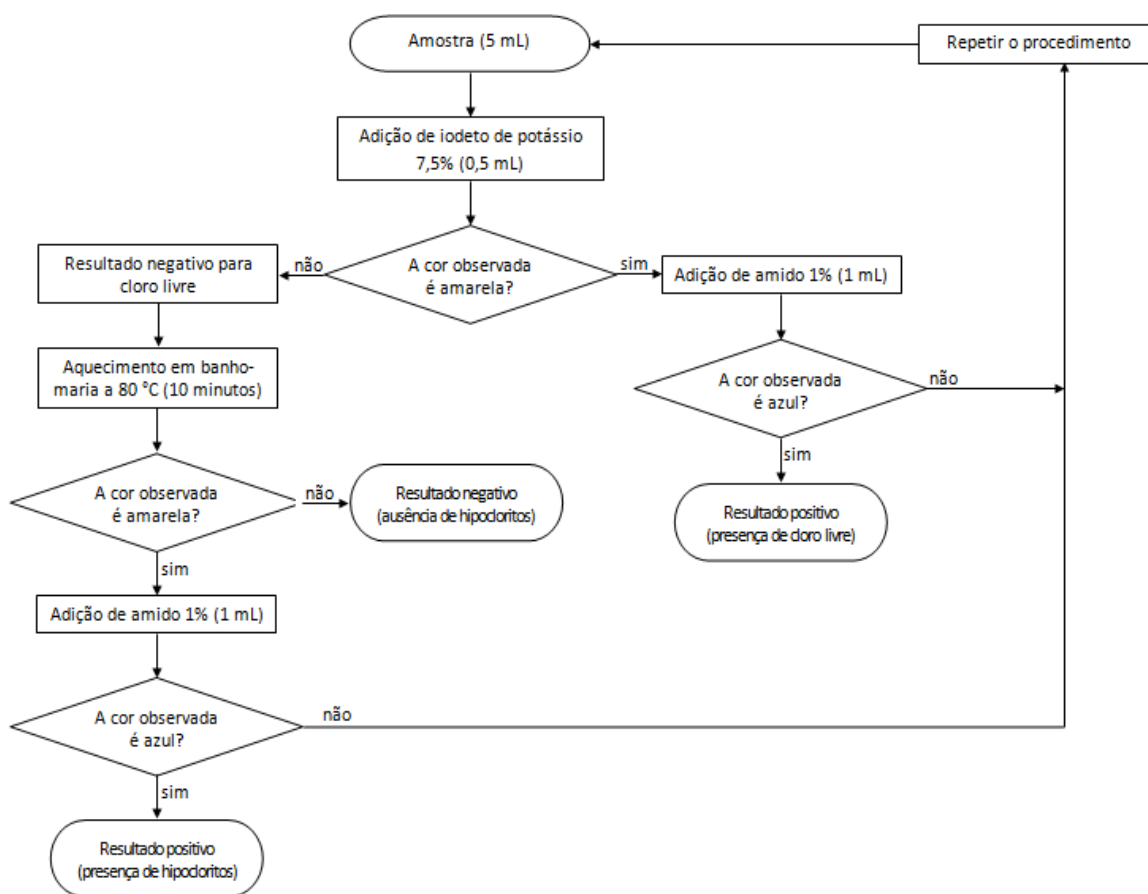 Amostra (5 mL)
Repetir o procedimento
Adição de iodeto de potássio
7,5% (0,5 mL)
A cor observada
é amarela?
não
sim
Resultado negativo para
cloro livre
Adição de amido 1% (1 mL)
Aquecimento em banho-
maria a 80 °C (10 minutos)
A cor observada
é azul?
não
sim
A cor observada
é amarela?
não
sim
Resultado negativo
(ausência de hipocloritos)
Resultado positivo
(presença de cloro livre)
Adição de amido 1% (1 mL)
A cor observada
é azul?
não
sim
Resultado positivo
(presença de hipocloritos)